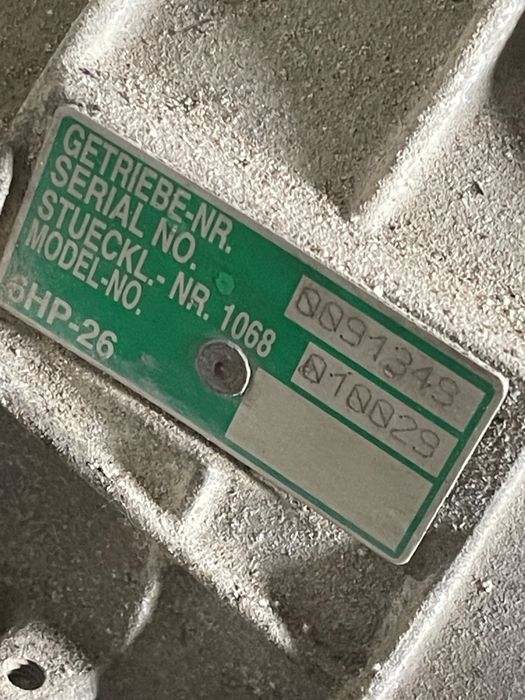 GETRIEBE-NR.
SERIAL NO. 0091349
STUECKL.- NR. 1068 010029
MODEL-NO.
6HP-26